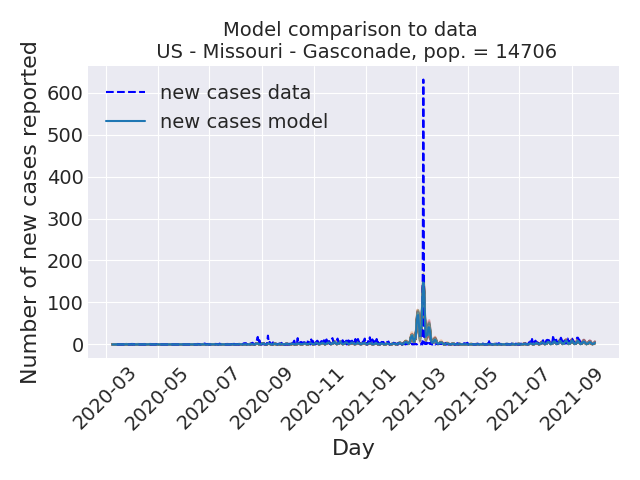 Model comparison to data
US - Missouri - Gasconade, pop. = 14706
Number of new cases reported
600
500
400
300
200
100
0
new cases data
new cases model
2020-03
2020-05
2020-07
2020-09
2020-11
2021-01
2021-03
2021-05
2021-07
2021-09
Day